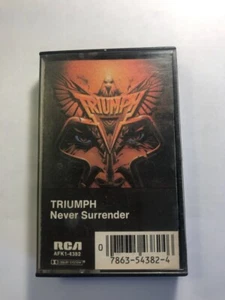 TRIUMPH
TRIUMPH
Never Surrender
RCA
AFK1-4382
0
7863-54382-4